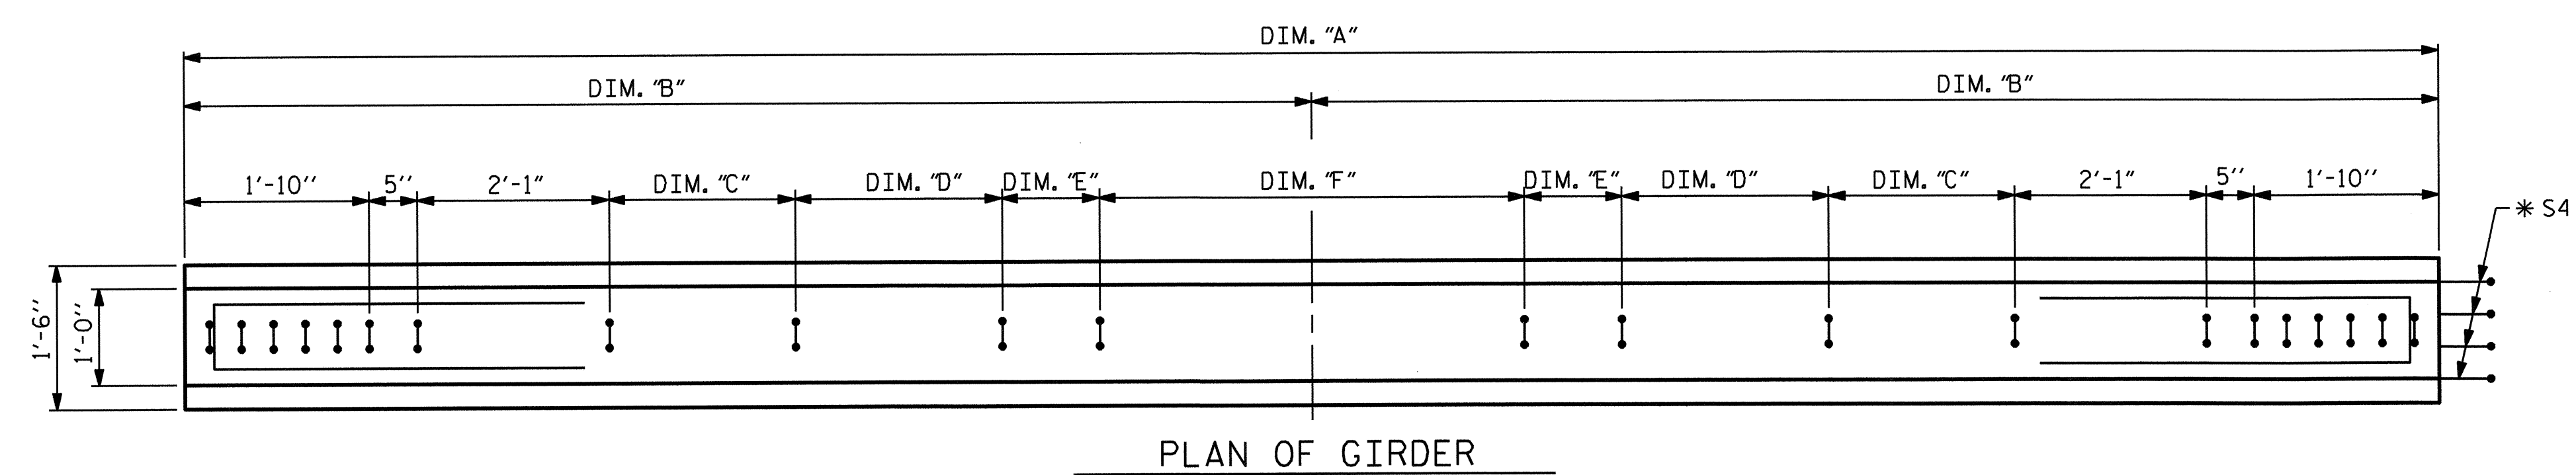 DIM. "A"
DIM. "B" DIM. "B"
1'-10'' 5'' 2'-1" DIM. "C" DIM. "D" DIM. "E" DIM. "F" DIM. "E" DIM. "D" DIM. "C" 2'-1" 5'' 1'-10''
* S4
1'-6"
1'-0''
PLAN OF GIRDER